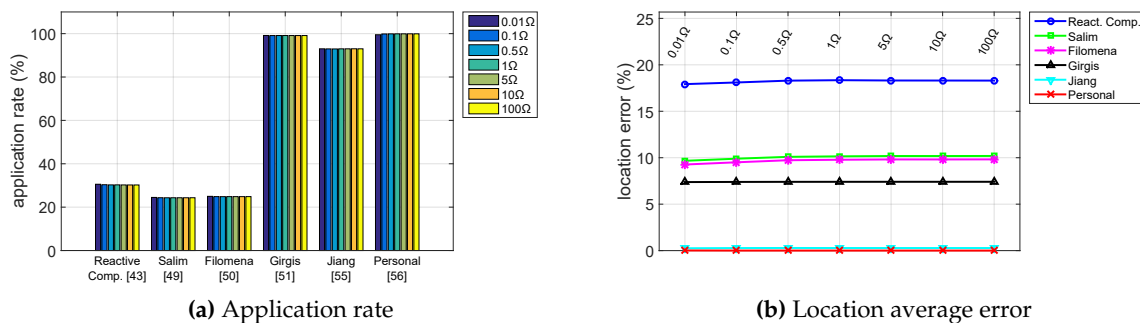 application rate (%)
100
80
60
40
20
0
Reactive Comp. [43]
Salim [49]
Filomena [50]
Girgis [51]
Jiang [55]
Personal [56]
0.01Ω
0.1Ω
0.5Ω
1Ω
5Ω
10Ω
100Ω
(a) Application rate
location error (%)
25
20
15
10
5
0
0.01Ω
0.1Ω
0.5Ω
1Ω
5Ω
10Ω
100Ω
React. Comp.
Salim
Filomena
Girgis
Jiang
Personal
(b) Location average error